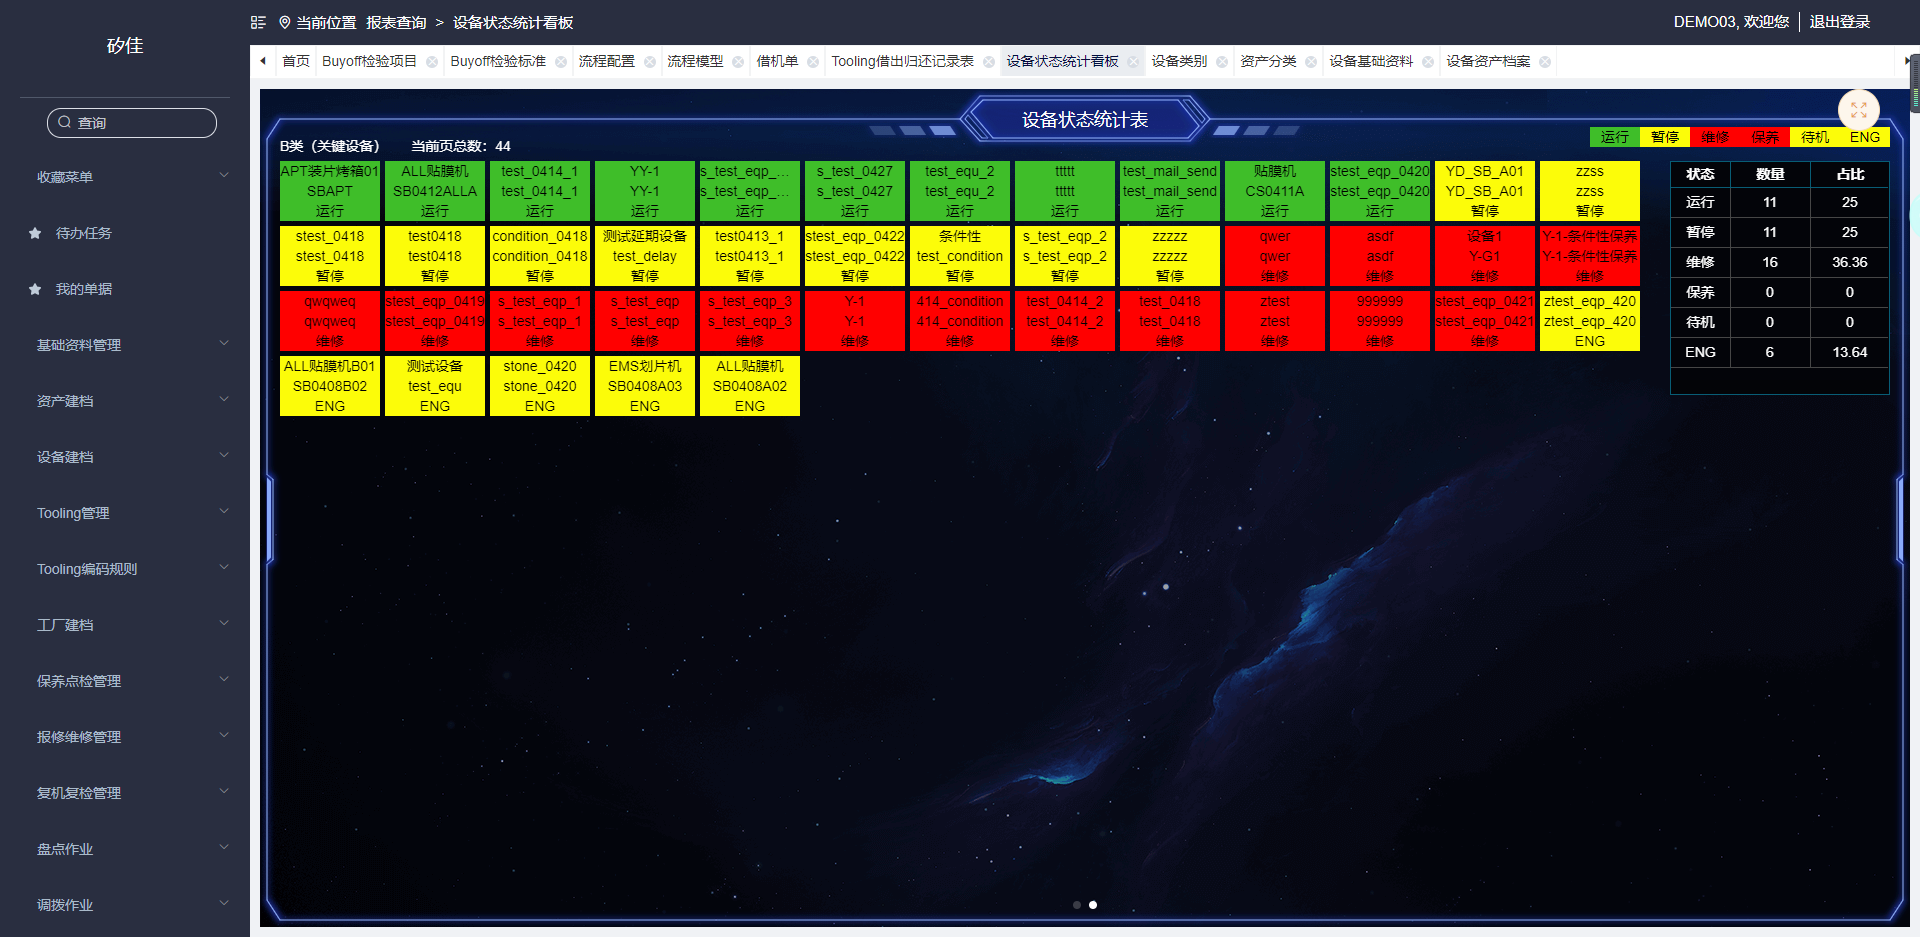 矽佳
查询
收藏菜单
待办任务
我的单据
基础资料管理
资产建档
设备建档
Tooling管理
Tooling编码规则
工厂建档
保养点检管理
报修维修管理
复机复检管理
盘点作业
调拨作业
当前位置 报表查询 > 设备状态统计看板
DEMO03, 欢迎您 退出登录
首页 Buyoff检验项目 Buyoff检验标准 流程配置 流程模型 借机单 Tooling借出归还记录表 设备状态统计看板 设备类别 资产分类 设备基础资料 设备资产档案
设备状态统计表
运行 暂停 维修 保养 待机 ENG
B类（关键设备） 当前页总数：44
APT装片烤箱01 ALL贴膜机 test_0414_1 YY-1 s_test_eqp_... s_test_0427 test_equ_2 ttttt test_mail_send 贴膜机 stest_eqp_0420 YD_SB_A01 zzss
SBAPT SB0412ALLA test_0414_1 YY-1 s_test_eqp_... s_test_0427 test_equ_2 ttttt test_mail_send CS0411A stest_eqp_0420 YD_SB_A01 zzss
运行 运行 运行 运行 运行 运行 运行 运行 运行 运行 运行 暂停 暂停
stest_0418 test0418 condition_0418 测试延期设备 test0413_1 stest_eqp_0422 条件性 s_test_eqp_2 zzzzz qwer asdf 设备1 Y-1-条件性保养
stest_0418 test0418 condition_0418 test_delay test0413_1 stest_eqp_0422 test_condition s_test_eqp_2 zzzzz qwer asdf Y-G1 Y-1-条件性保养
暂停 暂停 暂停 暂停 暂停 暂停 暂停 暂停 暂停 维修 维修 维修 维修
qwqweq stest_eqp_0419 s_test_eqp_1 s_test_eqp s_test_eqp_3 Y-1 414_condition test_0414_2 test_0418 ztest 999999 stest_eqp_0421 ztest_eqp_420
qwqweq stest_eqp_0419 s_test_eqp_1 s_test_eqp s_test_eqp_3 Y-1 414_condition test_0414_2 test_0418 ztest 999999 stest_eqp_0421 ztest_eqp_420
维修 维修 维修 维修 维修 维修 维修 维修 维修 维修 维修 维修 ENG
ALL贴膜机B01 测试设备 stone_0420 EMS划片机 ALL贴膜机
SB0408B02 test_equ stone_0420 SB0408A03 SB0408A02
ENG ENG ENG ENG ENG
状态 数量 占比
运行 11 25
暂停 11 25
维修 16 36.36
保养 0 0
待机 0 0
ENG 6 13.64